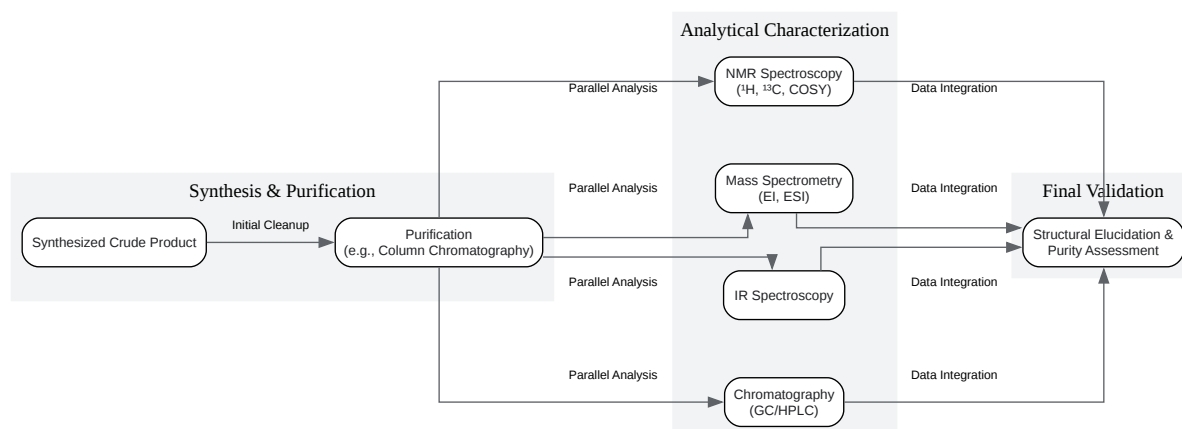 Analytical Characterization
NMR Spectroscopy
(¹H, ¹³C, COSY)
Parallel Analysis
Data Integration
Mass Spectrometry
(EI, ESI)
Parallel Analysis
Data Integration
Synthesis & Purification
Final Validation
Initial Cleanup
Synthesized Crude Product
Purification
(e.g., Column Chromatography)
Structural Elucidation &
Purity Assessment
Parallel Analysis
Data Integration
IR Spectroscopy
Parallel Analysis
Data Integration
Chromatography
(GC/HPLC)